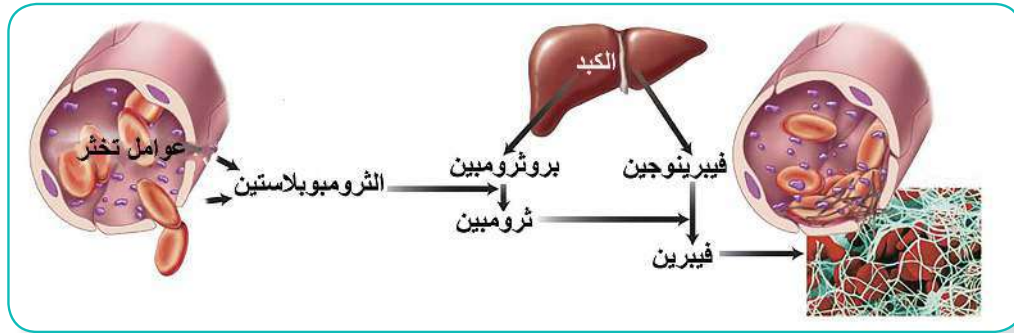 الكبد
عوامل تخثر
بروثرومبين
فيبرينوجين
الثرومبوبلاستين
ثرومبين
فيبرين